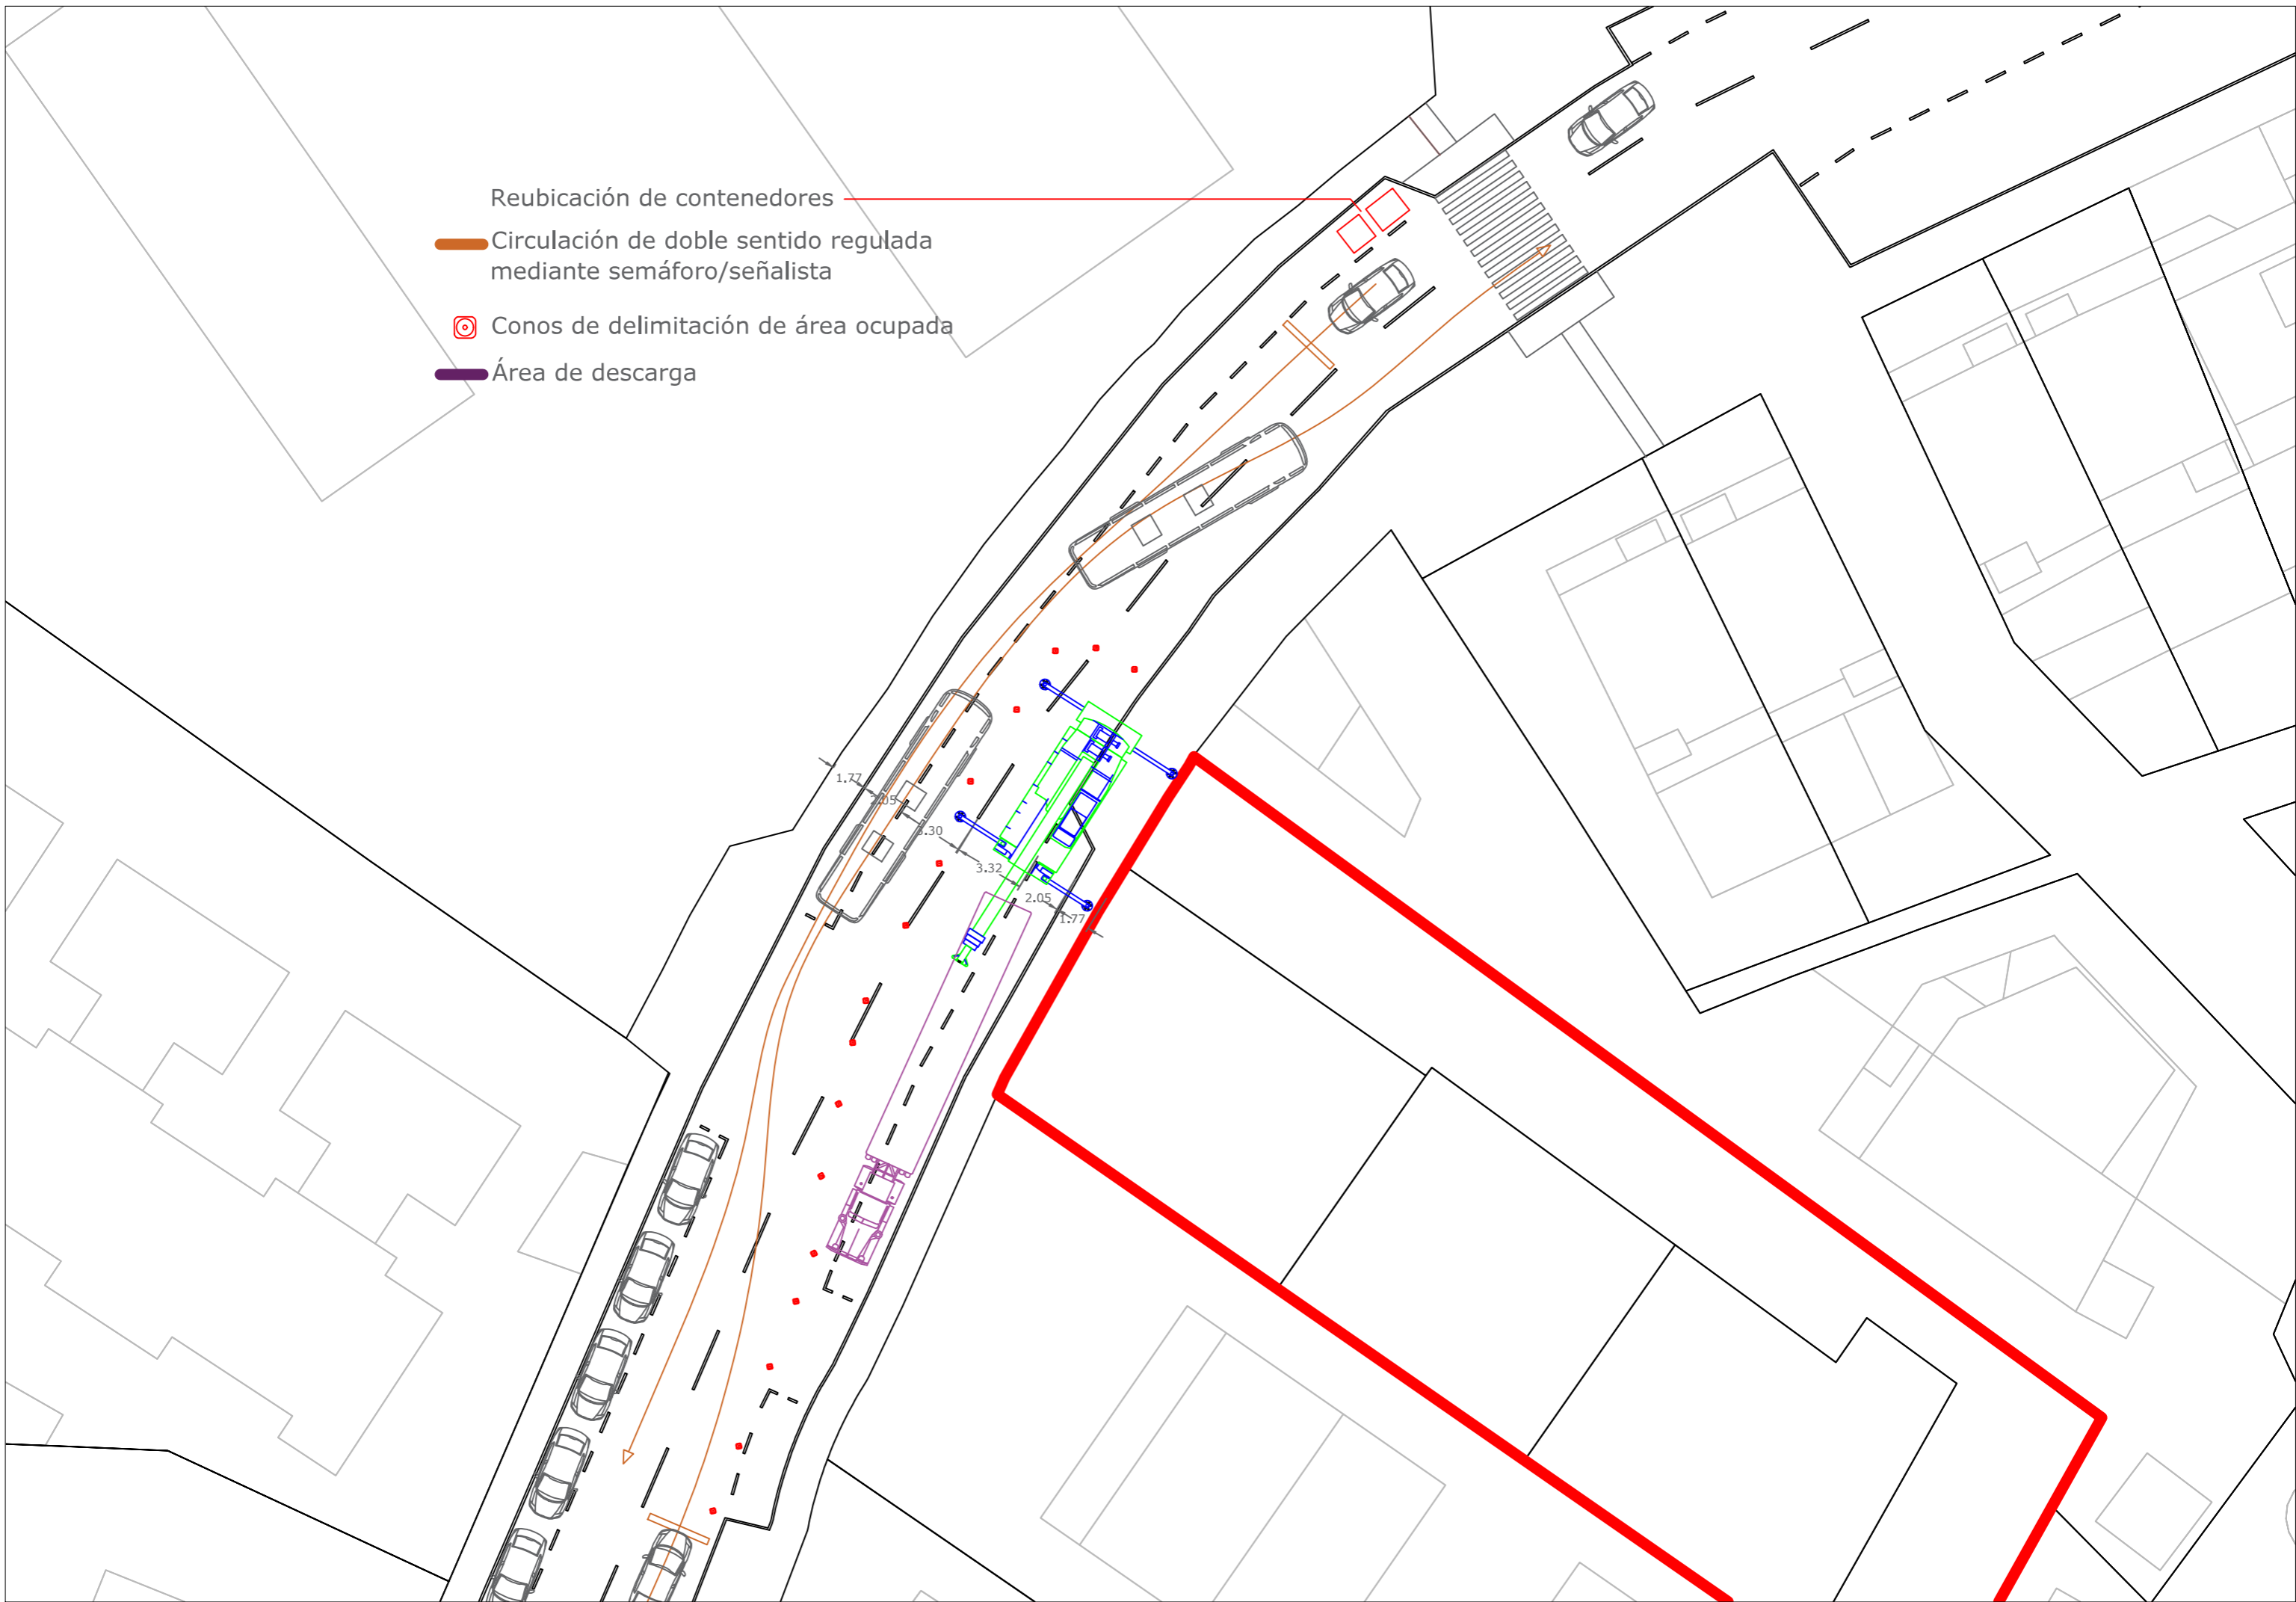 Reubicación de contenedores
Circulación de doble sentido regulada
mediante semáforo/señalista
Conos de delimitación de área ocupada
Área de descarga
1.77
2.05
3.30
3.32
2.05
1.77